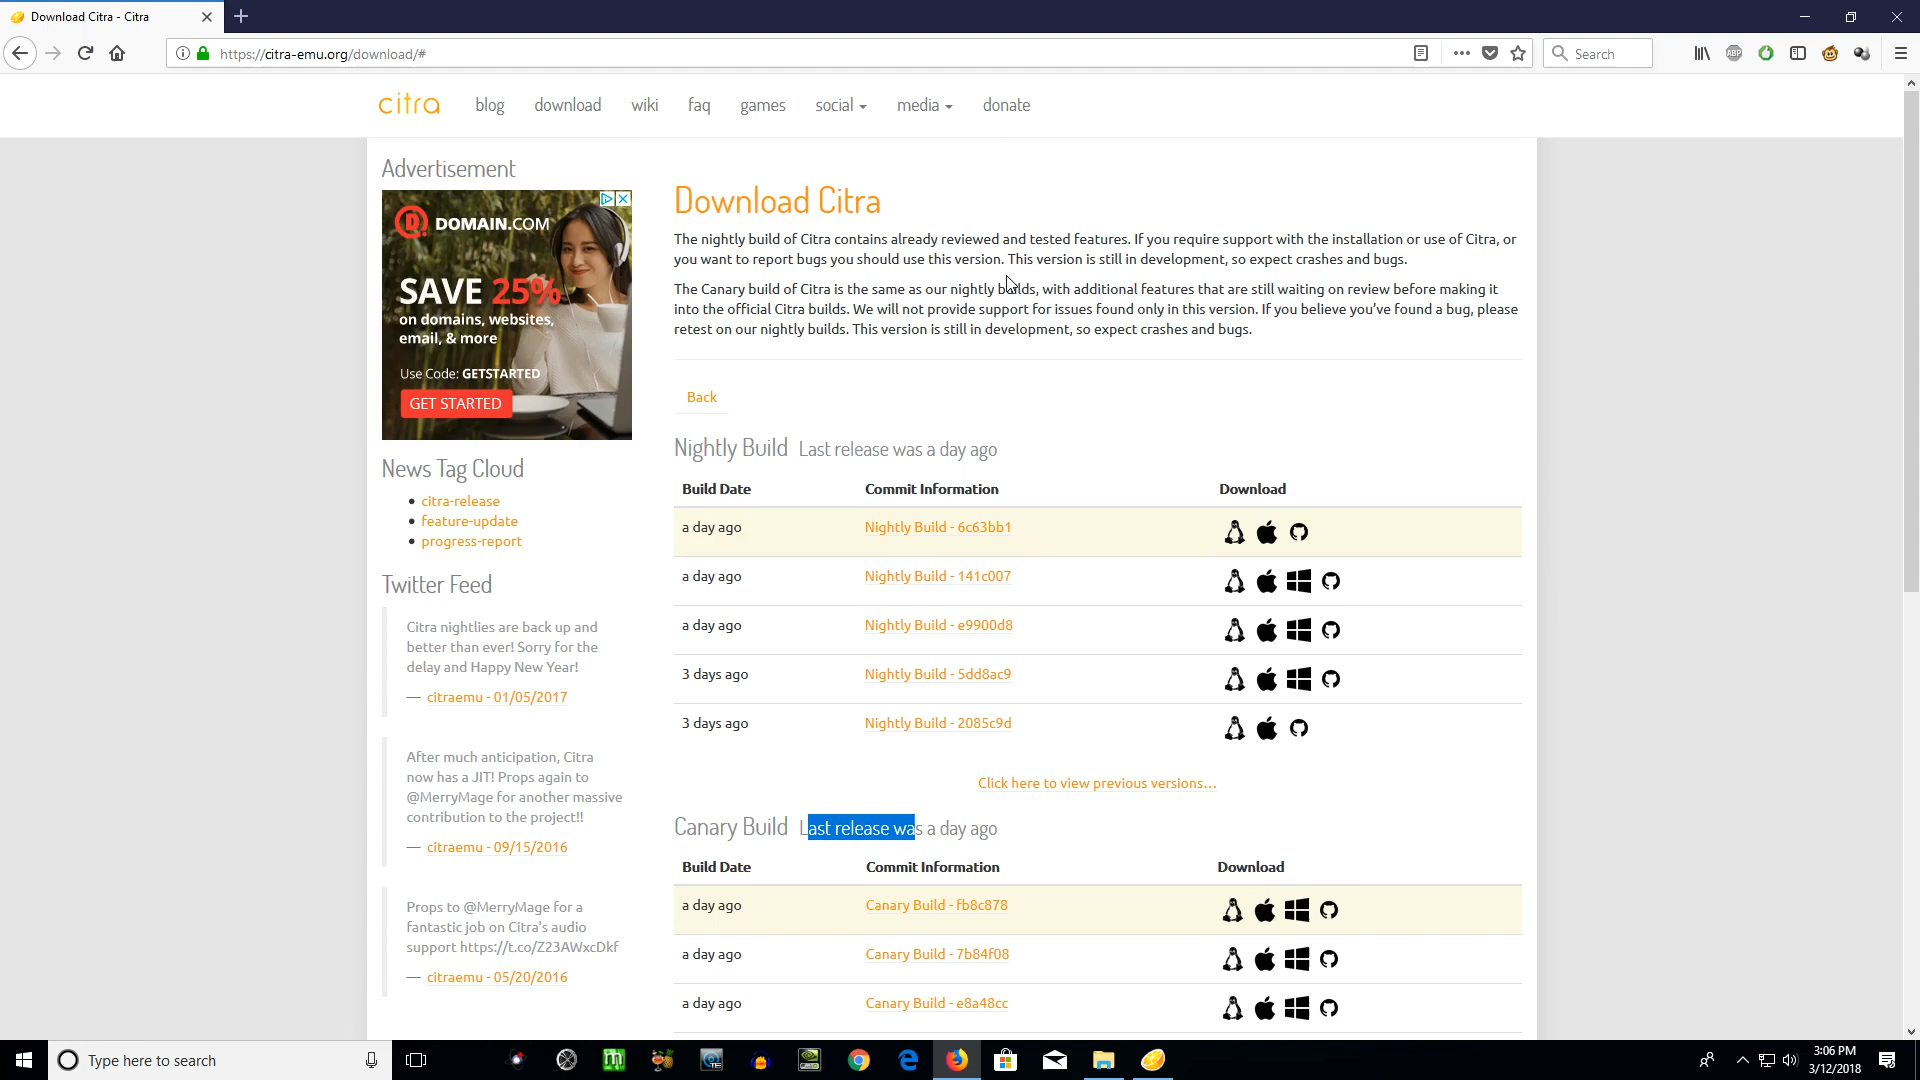 Download Citra - Citra
https://citra-emu.org/download/#
Search
citra
blog
download
wiki
faq
games
social
media
donate
Advertisement
DOMAIN.COM
SAVE 25%
on domains, websites,
email, & more
Use Code: GETSTARTED
GET STARTED
News Tag Cloud
citra-release
feature-update
progress-report
Twitter Feed
Citra nightlies are back up and
better than ever! Sorry for the
delay and Happy New Year!
— citraemu - 01/05/2017
After much anticipation, Citra
now has a JIT! Props again to
@MerryMage for another massive
contribution to the project!!
— citraemu - 09/15/2016
Props to @MerryMage for a
fantastic job on Citra's audio
support https://t.co/Z23AWxcDkf
— citraemu - 05/20/2016
Download Citra
The nightly build of Citra contains already reviewed and tested features. If you require support with the installation or use of Citra, or
you want to report bugs you should use this version. This version is still in development, so expect crashes and bugs.
The Canary build of Citra is the same as our nightly builds, with additional features that are still waiting on review before making it
into the official Citra builds. We will not provide support for issues found only in this version. If you believe you've found a bug, please
retest on our nightly builds. This version is still in development, so expect crashes and bugs.
Back
Nightly Build Last release was a day ago
Build Date Commit Information Download
a day ago Nightly Build - 6c63bb1
a day ago Nightly Build - 141c007
a day ago Nightly Build - e9900d8
3 days ago Nightly Build - 5dd8ac9
3 days ago Nightly Build - 2085c9d
Click here to view previous versions...
Canary Build Last release was a day ago
Build Date Commit Information Download
a day ago Canary Build - fb8c878
a day ago Canary Build - 7b84f08
a day ago Canary Build - e8a48cc
Type here to search
3:06 PM
3/12/2018